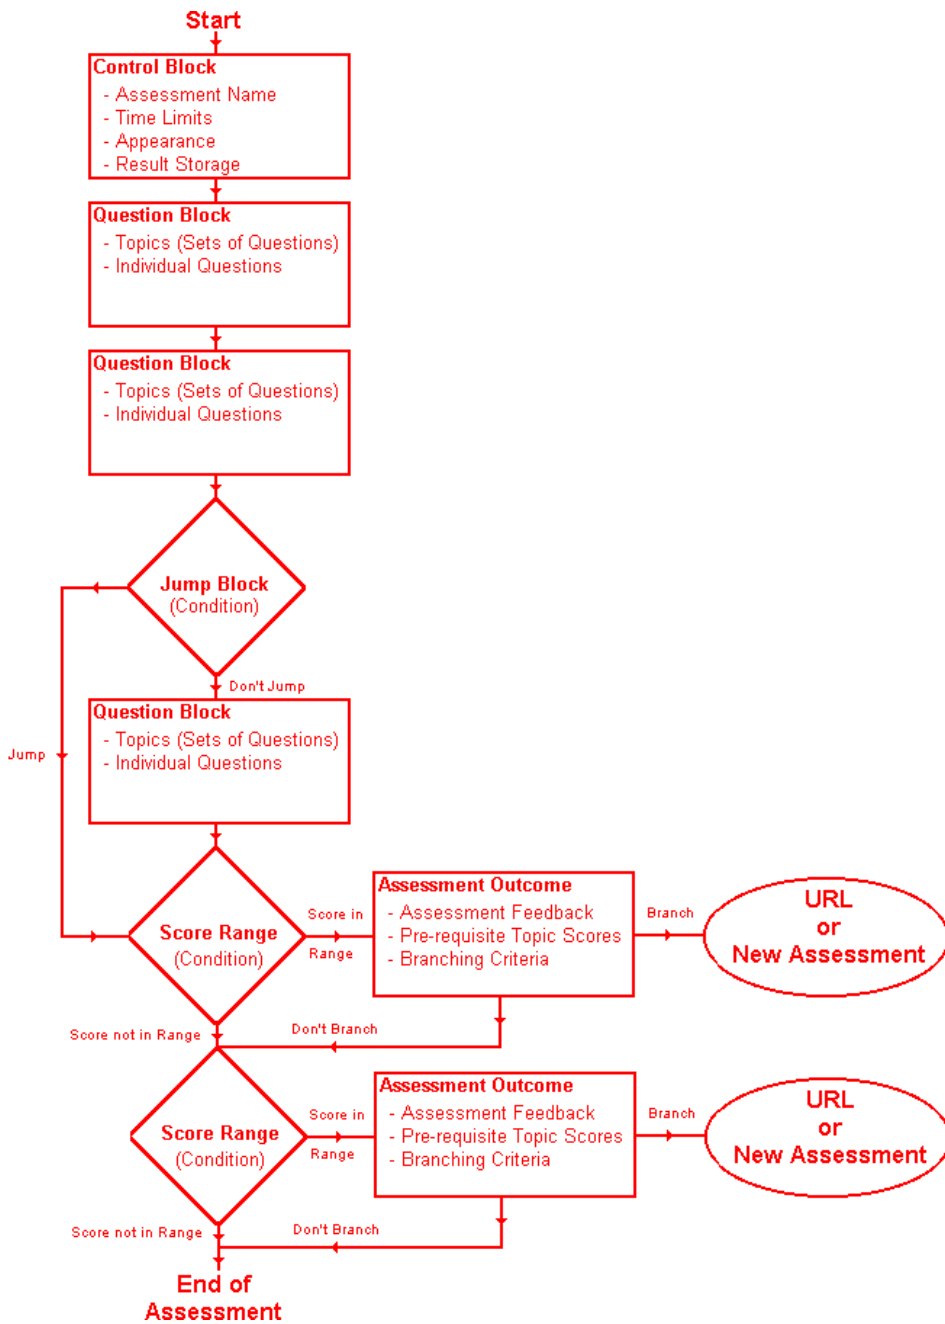 Start
Control Block
- Assessment Name
- Time Limits
- Appearance
- Result Storage
Question Block
- Topics (Sets of Questions)
- Individual Questions
Question Block
- Topics (Sets of Questions)
- Individual Questions
Jump Block
(Condition)
Don't Jump
Question Block
- Topics (Sets of Questions)
- Individual Questions
Jump
Score Range
(Condition)
Score in
Range
Assessment Outcome
- Assessment Feedback
- Pre-requisite Topic Scores
- Branching Criteria
Branch
URL
or
New Assessment
Score not in Range
Don't Branch
Score Range
(Condition)
Score in
Range
Assessment Outcome
- Assessment Feedback
- Pre-requisite Topic Scores
- Branching Criteria
Branch
URL
or
New Assessment
Score not in Range
Don't Branch
End of
Assessment